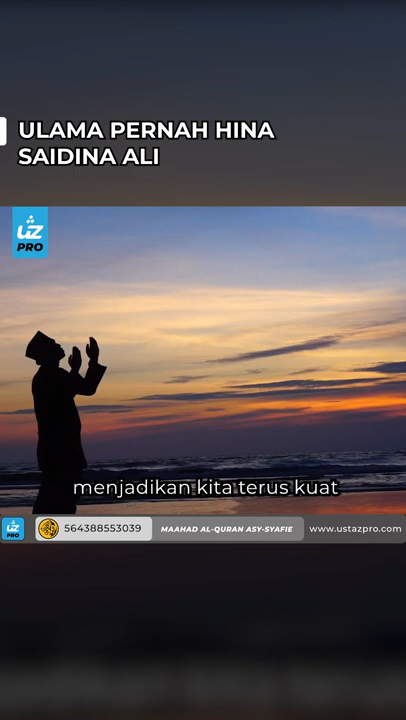 ULAMA PERNAH HINA
SAIDINA ALI
UZ
PRO
menjadikan kita terus kuat
UZ
PRO
564388553039
MAAHAD AL-QURAN ASY-SYAFIE
www.ustazpro.com